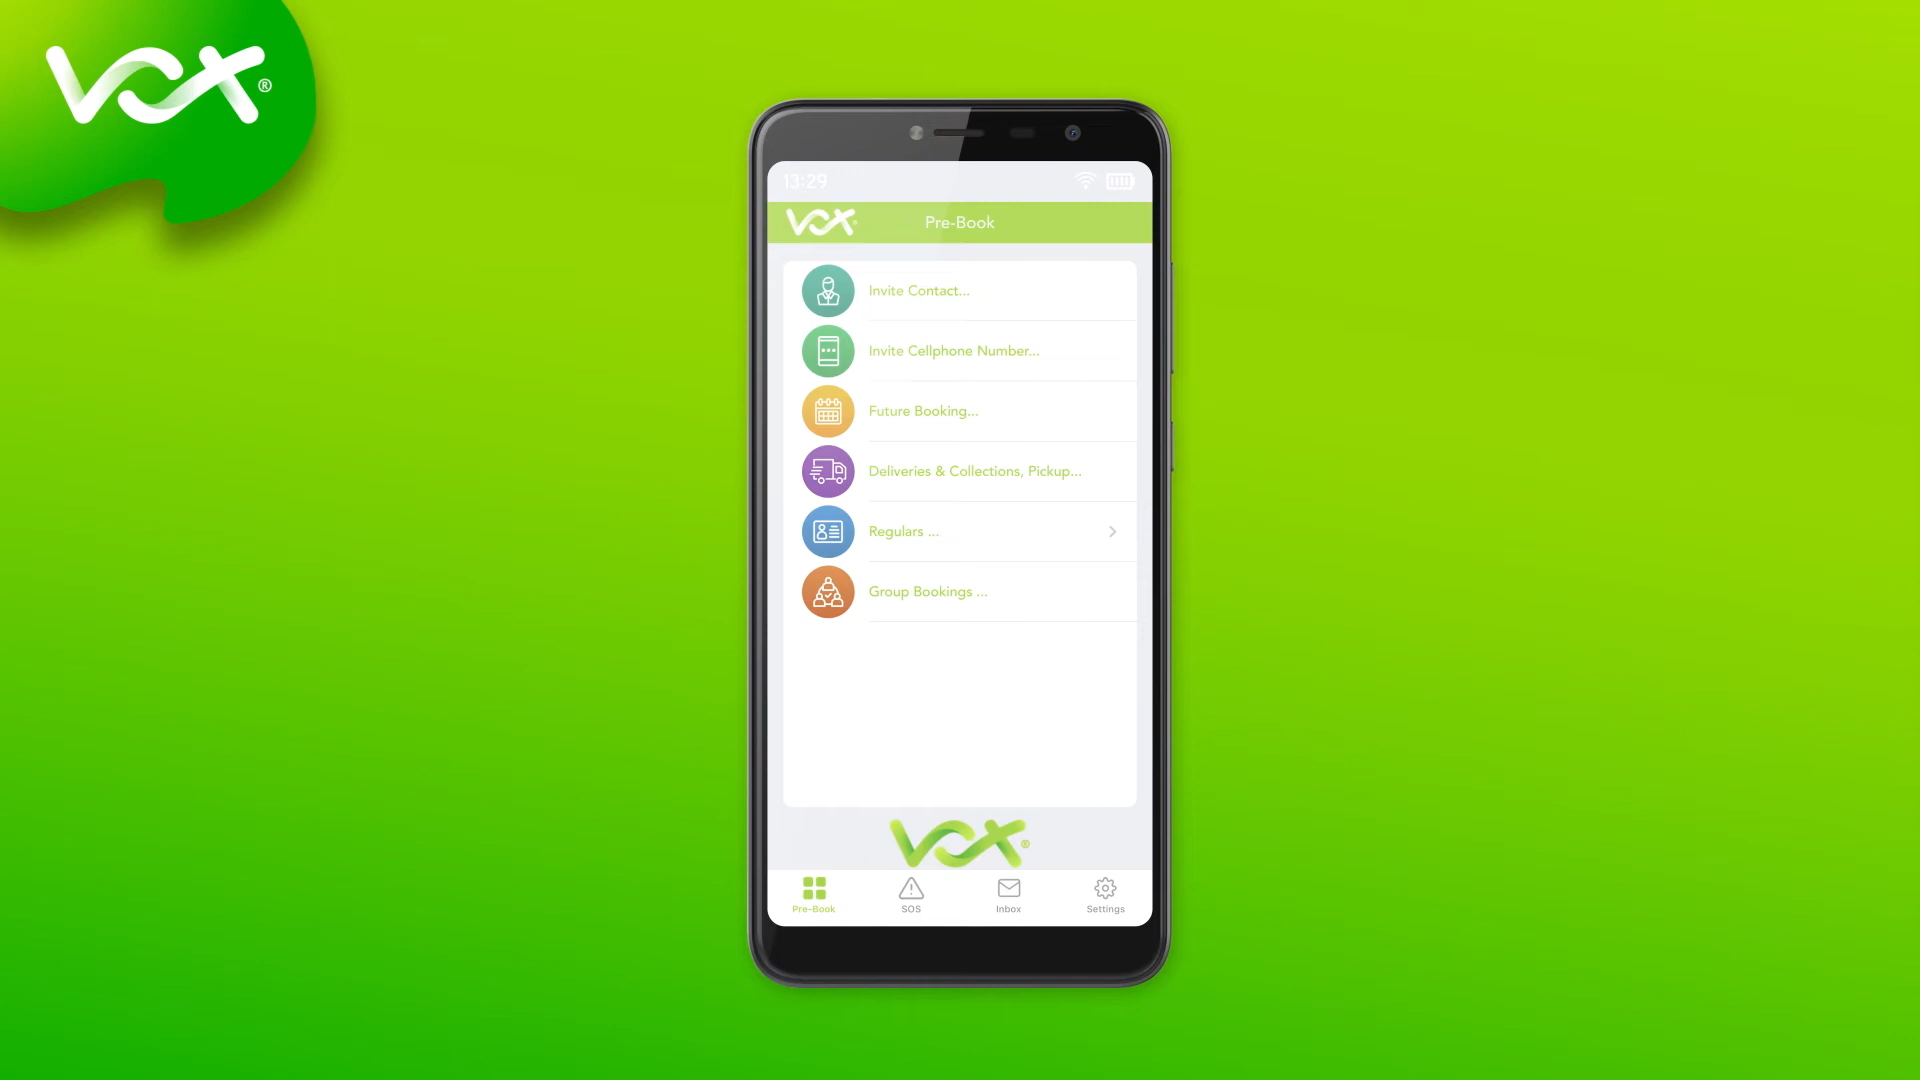 VOX®
13:29
VOX® Pre-Book
Invite Contact...
Invite Cellphone Number...
Future Booking...
Deliveries & Collections, Pickup...
Regulars ...
Group Bookings ...
VOX®
Pre-Book SOS Inbox Settings